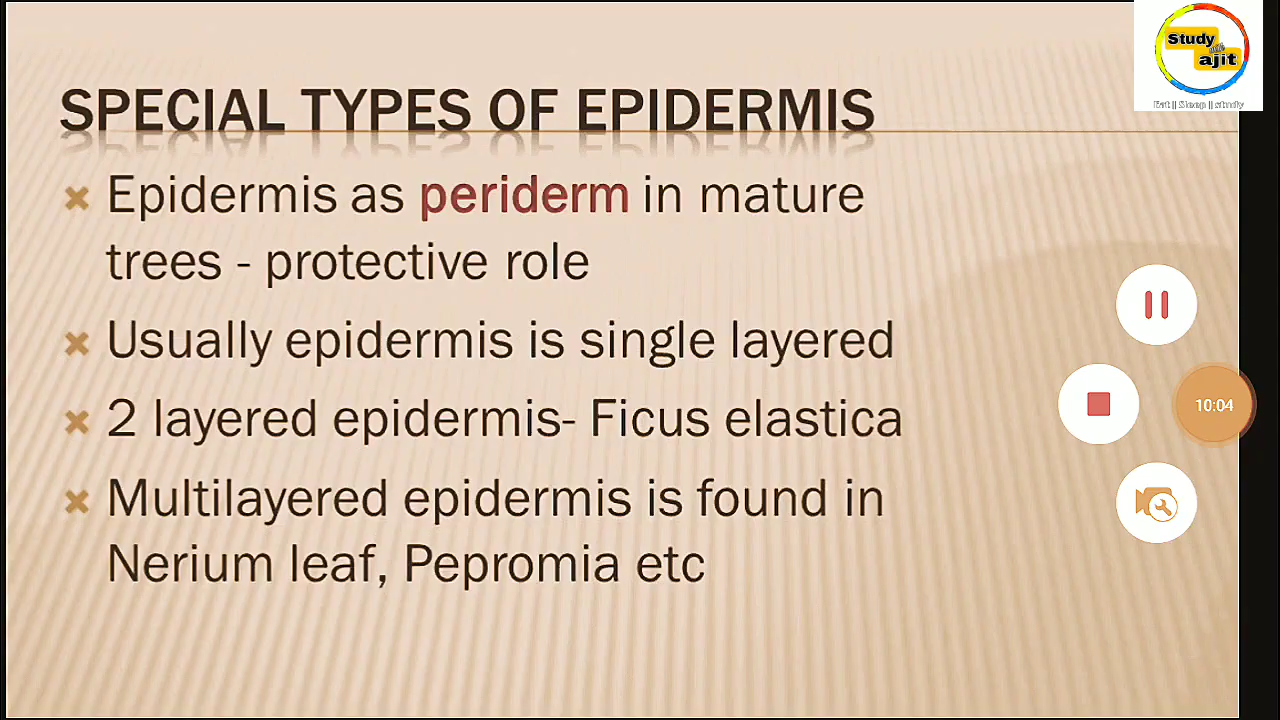 Study
ajit
SPECIAL TYPES OF EPIDERMIS
Epidermis as periderm in mature
trees - protective role
Usually epidermis is single layered
2 layered epidermis- Ficus elastica
Multilayered epidermis is found in
Nerium leaf, Pepromia etc
10:04